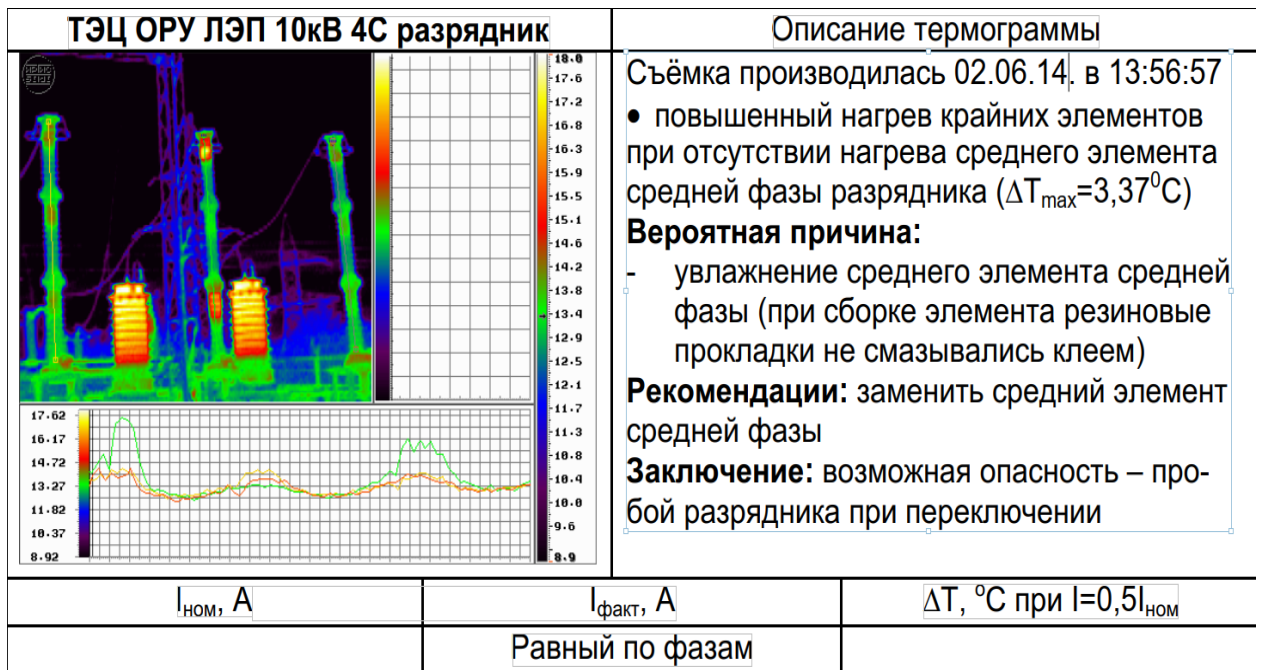 ТЭЦ ОРУ ЛЭП 10кВ 4С разрядник
Описание термограммы
18.0
17.6
17.2
16.8
16.3
15.9
15.5
15.1
14.6
14.2
13.8
13.4
12.9
12.5
12.1
11.7
11.3
10.8
10.4
10.0
9.6
8.9
17.62
16.17
14.72
13.27
11.82
10.37
8.92
Съёмка производилась 02.06.14. в 13:56:57
• повышенный нагрев крайних элементов
при отсутствии нагрева среднего элемента
средней фазы разрядника (ΔTmax=3,37⁰C)
Вероятная причина:
- увлажнение среднего элемента средней
фазы (при сборке элемента резиновые
прокладки не смазывались клеем)
Рекомендации: заменить средний элемент
средней фазы
Заключение: возможная опасность – про-
бой разрядника при переключении
Iном, А
Iфакт, А
ΔT, ⁰C при I=0,5Iном
Равный по фазам